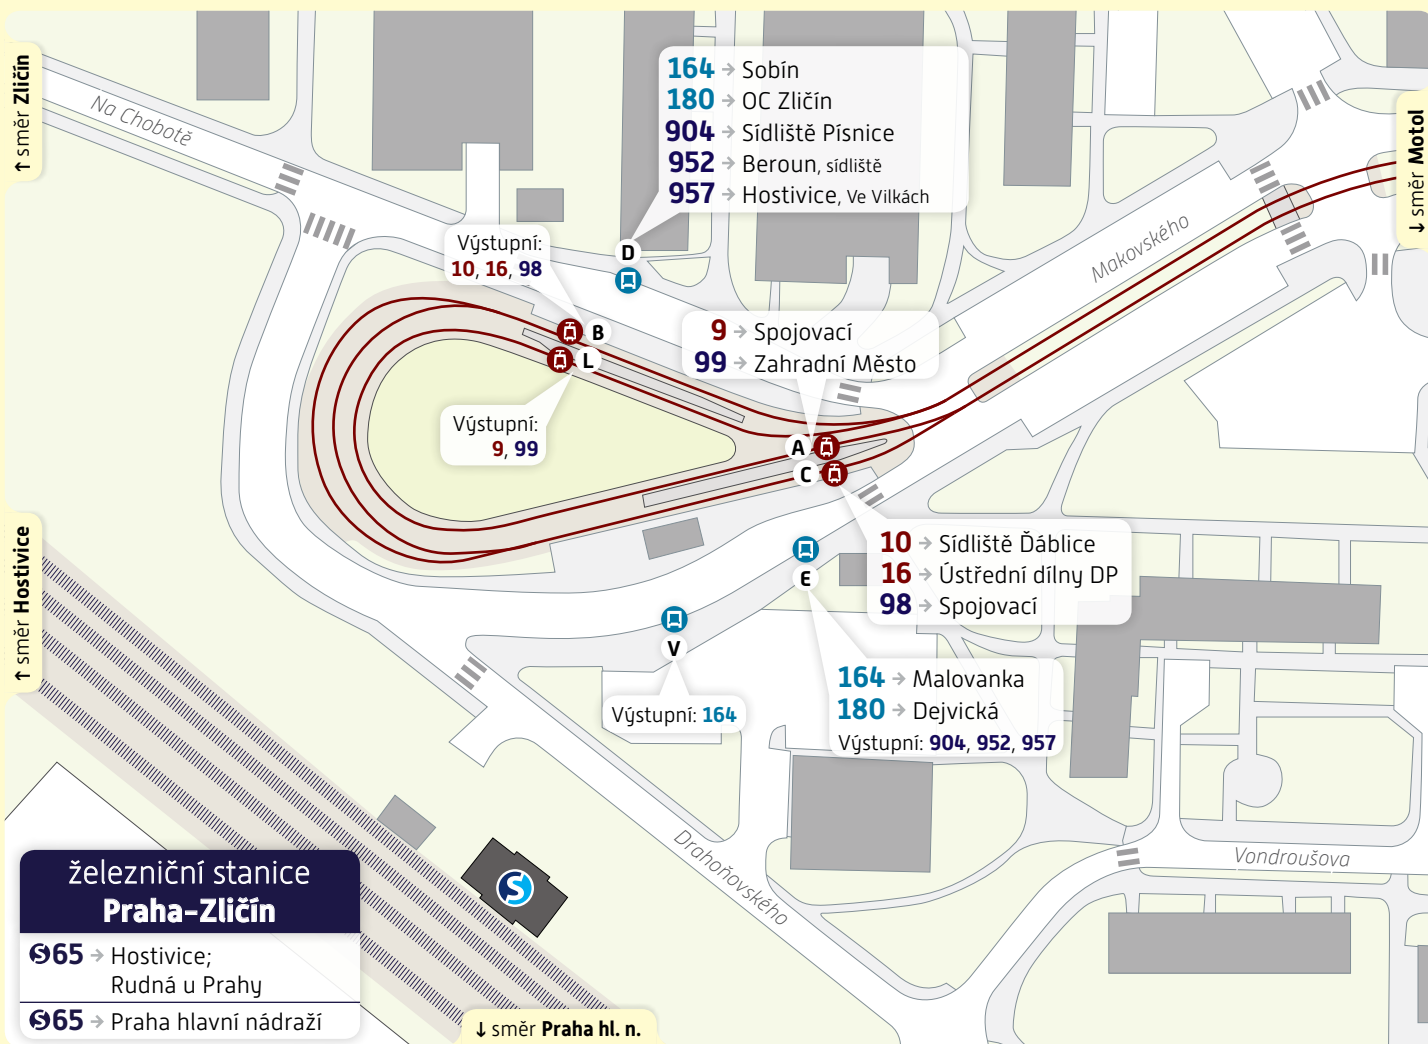 ↑ směr Zličín
Na Chobotě
164 → Sobín
180 → OC Zličín
904 → Sídliště Písnice
952 → Beroun, sídliště
957 → Hostivice, Ve Vilkách
D
↓ směr Motol
Makovského
Výstupní:
10, 16, 98
B
L
9 → Spojovací
99 → Zahradní Město
Výstupní:
9, 99
A
C
10 → Sídliště Ďáblice
16 → Ústřední dílny DP
98 → Spojovací
↑ směr Hostivice
E
V
164 → Malovanka
180 → Dejvická
Výstupní: 904, 952, 957
Výstupní: 164
Drahoňovského
Vondroušova
železniční stanice
Praha-Zličín
S65 → Hostivice;
Rudná u Prahy
S65 → Praha hlavní nádraží
S
↓ směr Praha hl. n.